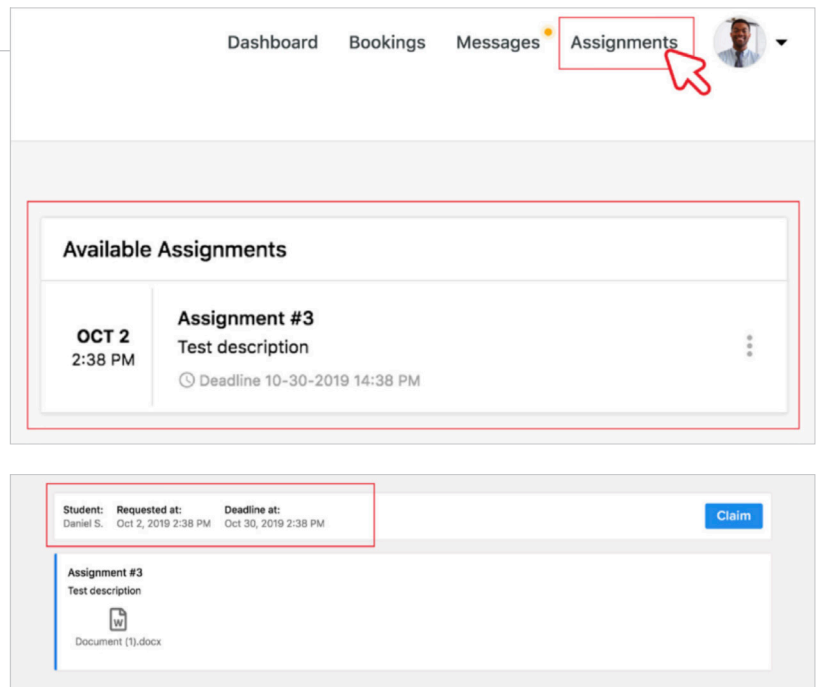 Dashboard Bookings Messages Assignments
Available Assignments
OCT 2
2:38 PM
Assignment #3
Test description
Deadline 10-30-2019 14:38 PM
Student: Requested at: Deadline at:
Daniel S. Oct 2, 2019 2:38 PM Oct 30, 2019 2:38 PM
Claim
Assignment #3
Test description
W
Document (1).docx